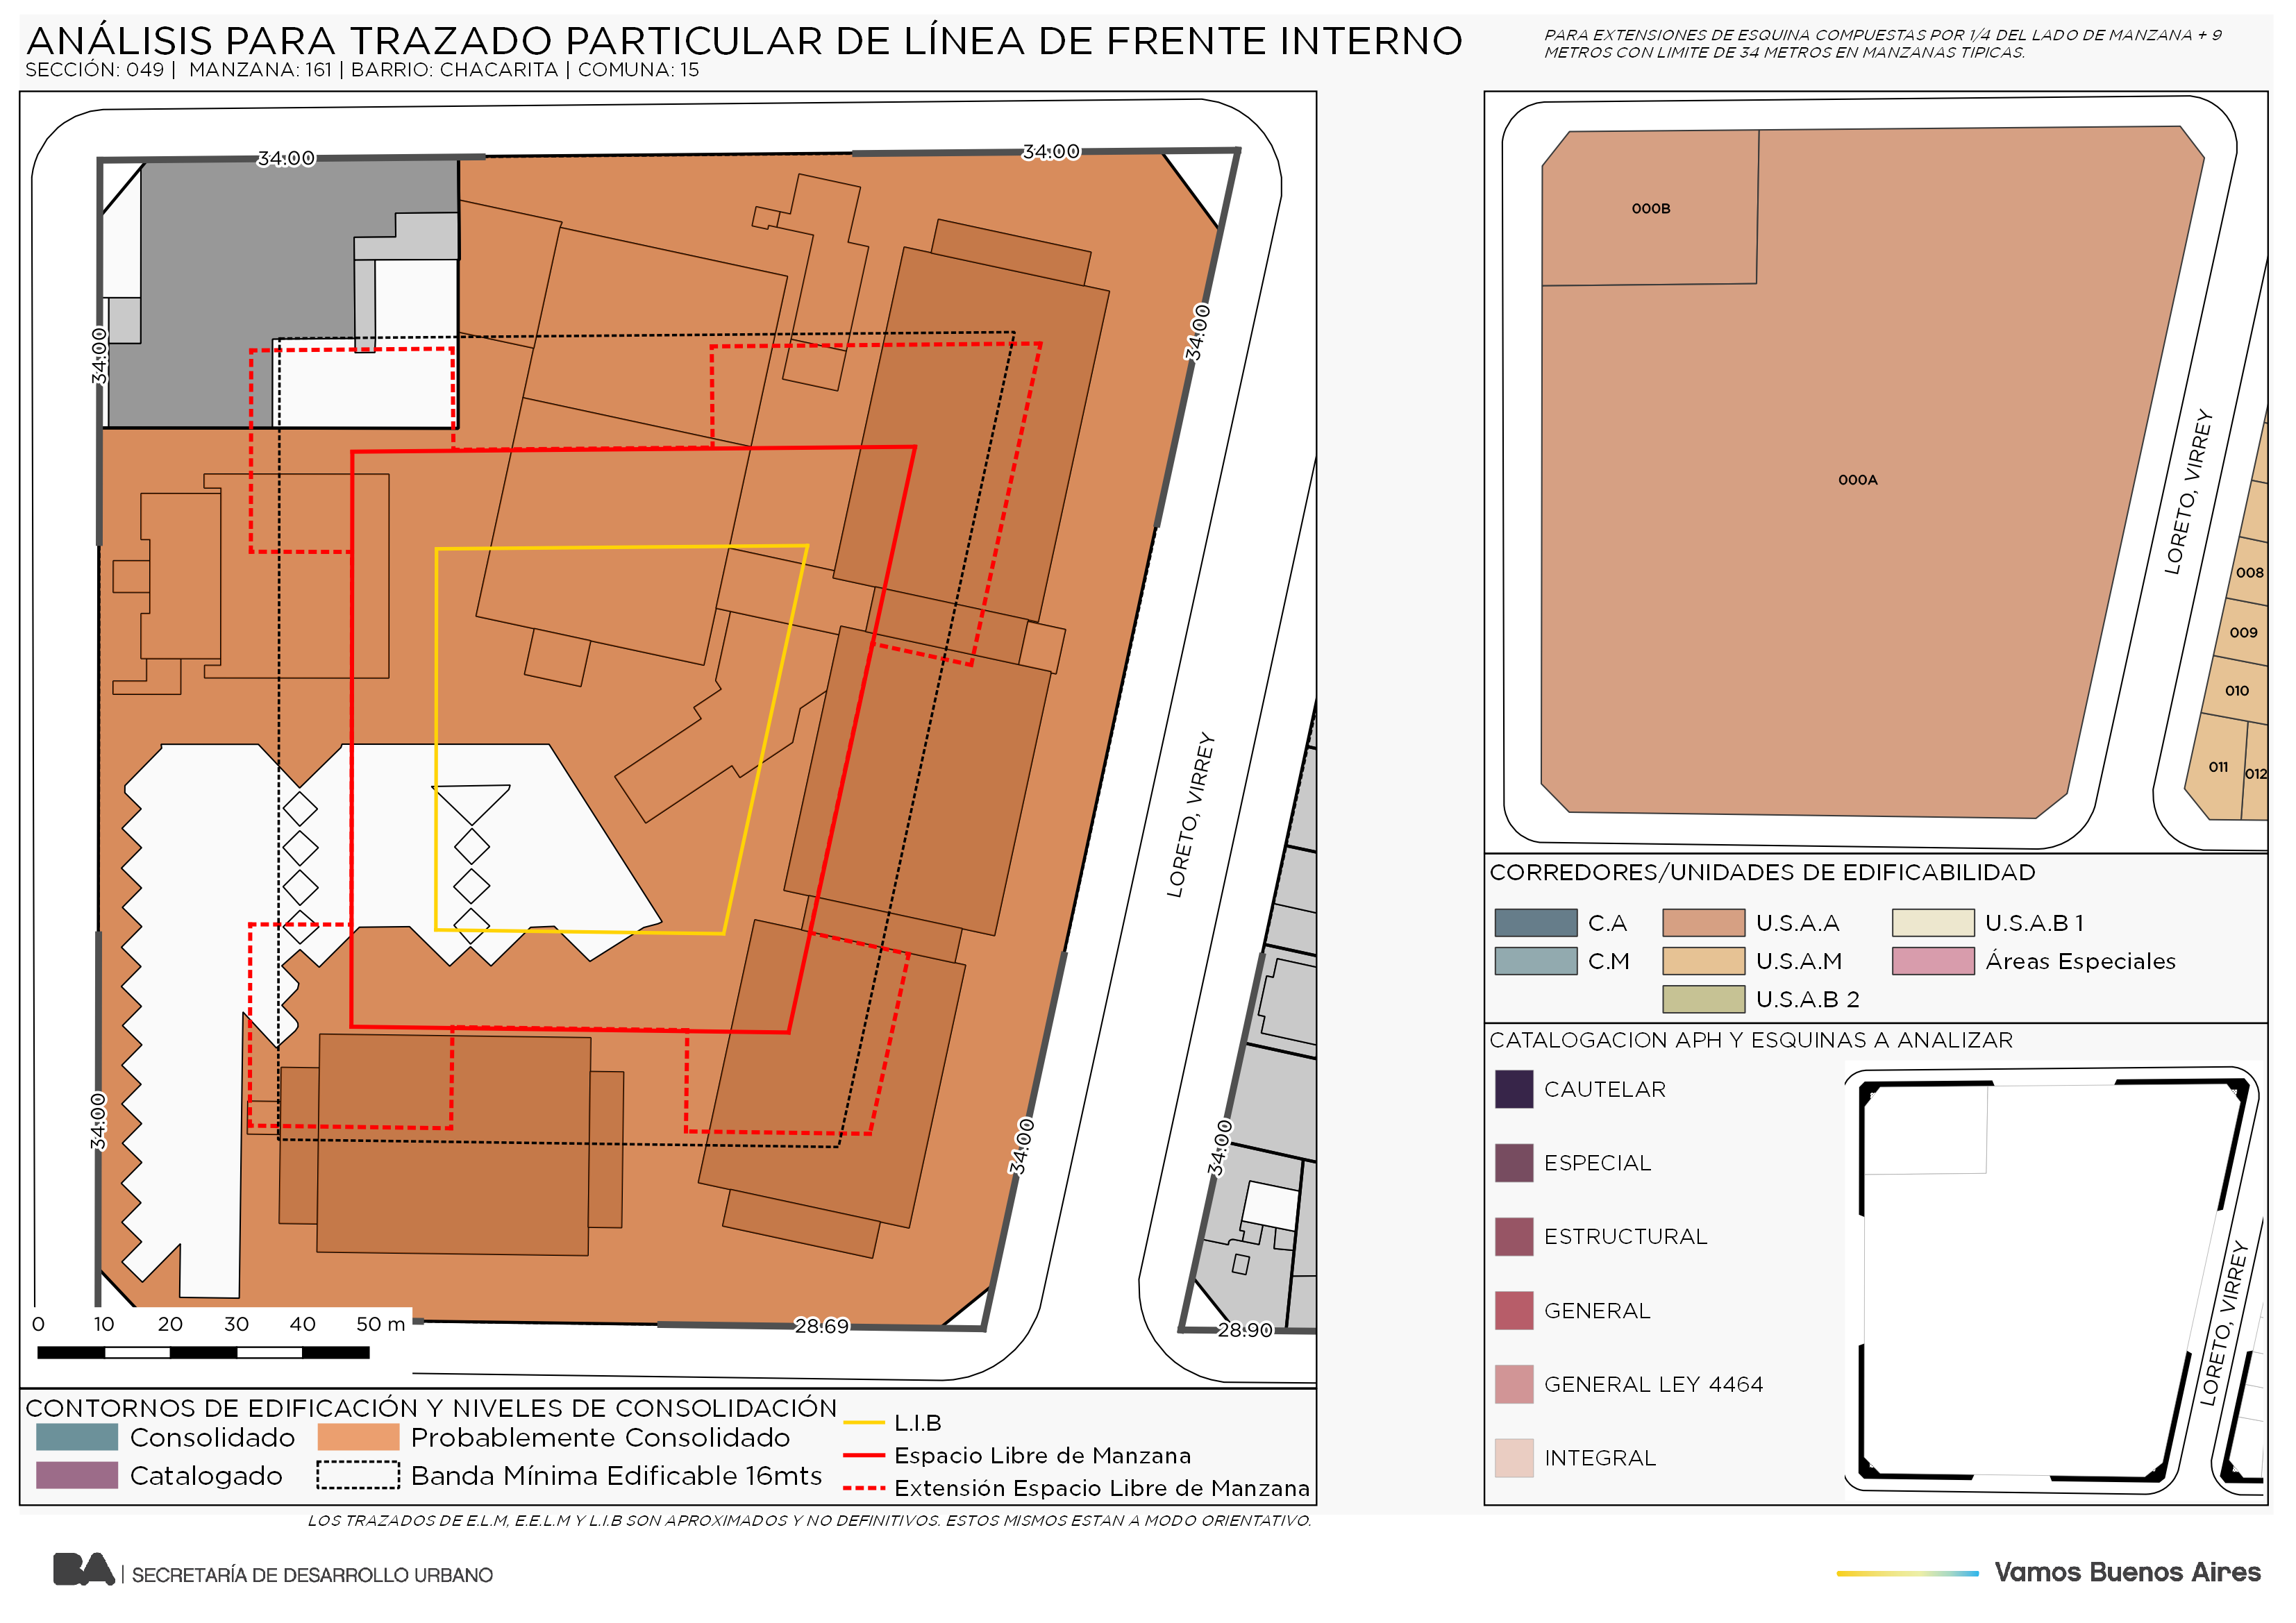 ANÁLISIS PARA TRAZADO PARTICULAR DE LÍNEA DE FRENTE INTERNO
SECCIÓN: 049 | MANZANA: 161 | BARRIO: CHACARITA | COMUNA: 15
PARA EXTENSIONES DE ESQUINA COMPUESTAS POR 1/4 DEL LADO DE MANZANA + 9
METROS CON LIMITE DE 34 METROS EN MANZANAS TIPICAS.
34.00
34.00
34.00
34.00
LORETO, VIRREY
34.00
34.00
34.00
28.69
28.90
0 10 20 30 40 50 m
CONTORNOS DE EDIFICACIÓN Y NIVELES DE CONSOLIDACIÓN
Consolidado
Probablemente Consolidado
Catalogado
Banda Mínima Edificable 16mts
L.I.B
Espacio Libre de Manzana
Extensión Espacio Libre de Manzana
LOS TRAZADOS DE E.L.M, E.E.L.M Y L.I.B SON APROXIMADOS Y NO DEFINITIVOS. ESTOS MISMOS ESTAN A MODO ORIENTATIVO.
000B
000A
LORETO, VIRREY
008
009
010
011
012
CORREDORES/UNIDADES DE EDIFICABILIDAD
C.A
U.S.A.A
U.S.A.B 1
C.M
U.S.A.M
Áreas Especiales
U.S.A.B 2
CATALOGACION APH Y ESQUINAS A ANALIZAR
CAUTELAR
ESPECIAL
ESTRUCTURAL
GENERAL
GENERAL LEY 4464
INTEGRAL
LORETO, VIRREY
BA | SECRETARÍA DE DESARROLLO URBANO
Vamos Buenos Aires